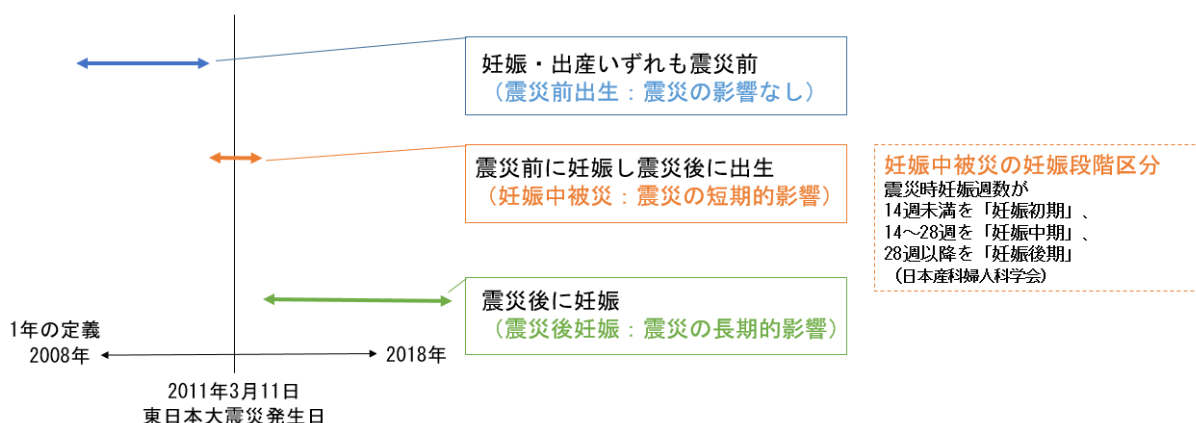 妊娠・出産いずれも震災前
（震災前出生：震災の影響なし）
震災前に妊娠し震災後に出生
（妊娠中被災：震災の短期的影響）
妊娠中被災の妊娠段階区分
震災時妊娠週数が
14週未満を「妊娠初期」、
14～28週を「妊娠中期」、
28週以降を「妊娠後期」
（日本産科婦人科学会）
震災後に妊娠
（震災後妊娠：震災の長期的影響）
1年の定義
2008年
2018年
2011年3月11日
東日本大震災発生日